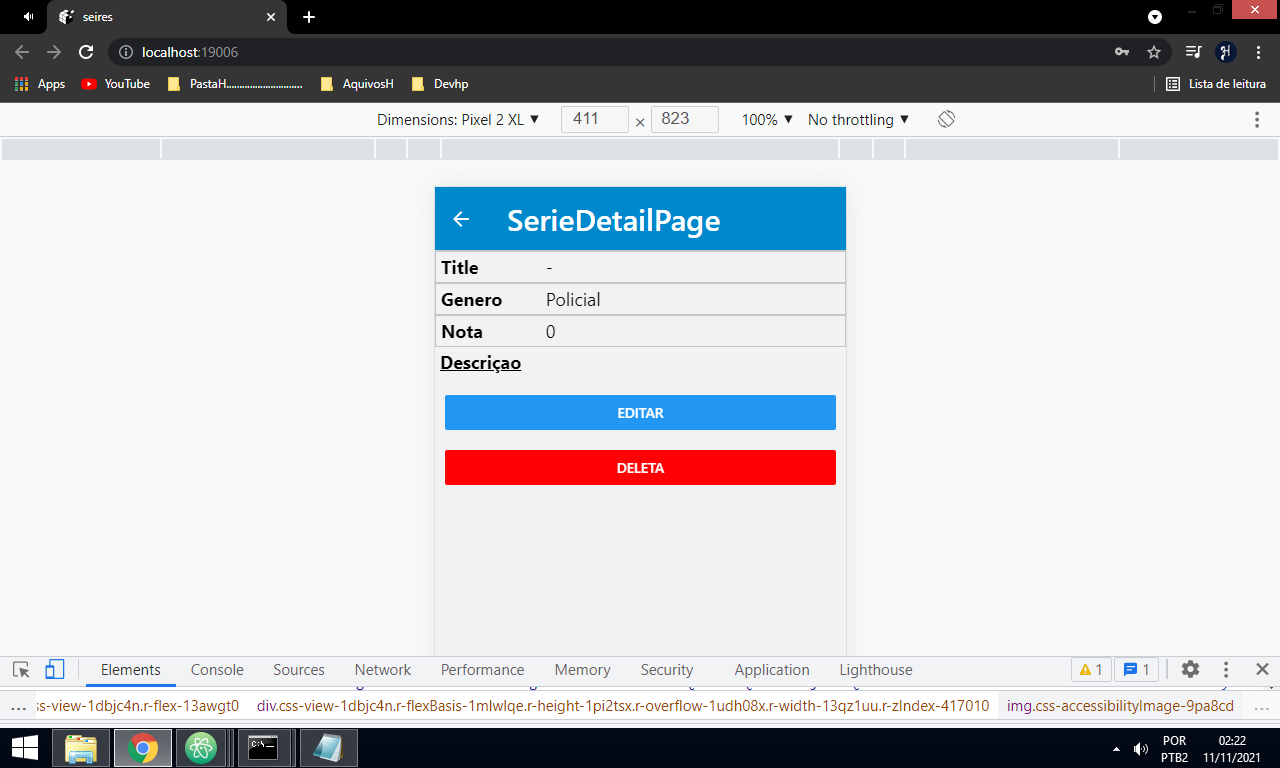 seires
localhost:19006
Apps YouTube PastaH............................. AquivosH Devhp Lista de leitura
Dimensions: Pixel 2 XL ▼ 411 × 823 100% ▼ No throttling ▼
SerieDetailPage
Title -
Genero Policial
Nota 0
Descriçao
EDITAR
DELETA
Elements Console Sources Network Performance Memory Security Application Lighthouse 1 1
... ss-view-1dbjc4n.r-flex-13awgt0 div.css-view-1dbjc4n.r-flexBasis-1mlwlqe.r-height-1pi2tsx.r-overflow-1udh08x.r-width-13qz1uu.r-zIndex-417010 img.css-accessibilityImage-9pa8cd ...
POR 02:22
PTB2 11/11/2021